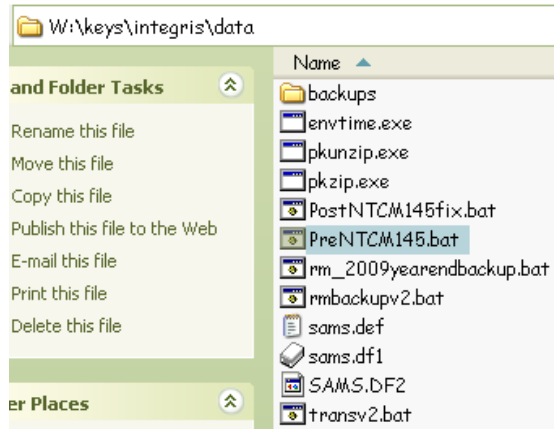 W:\keys\integris\data
and Folder Tasks
Rename this file
Move this file
Copy this file
Publish this file to the Web
E-mail this file
Print this file
Delete this file
er Places
Name
backups
envtime.exe
pkunzip.exe
pkzip.exe
PostNTCM145fix.bat
PreNTCM145.bat
rm_2009yearendbackup.bat
rmbackupv2.bat
sams.def
sams.df1
SAMS.DF2
transv2.bat